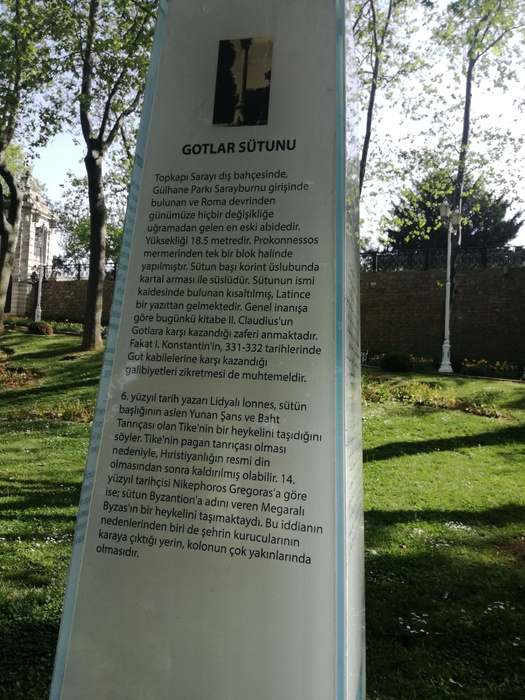 GOTLAR SÜTUNU
Topkapı Sarayı dış bahçesinde,
Gülhane Parkı Sarayburnu girişinde
bulunan ve Roma devrinden
günümüze hiçbir değişikliğe
uğramadan gelen en eski abidedir.
Yüksekliği 18.5 metredir. Prokonnessos
mermerinden tek bir blok halinde
yapılmıştır. Sütun başı korint üslubunda
kartal arması ile süslüdür. Sütunun ismi
kaidesinde bulunan kısaltılmış, Latince
bir yazıttan gelmektedir. Genel inanışa
göre bugünkü kitabe II. Claudius'un
Gotlara karşı kazandığı zaferi anmaktadır.
Fakat I. Konstantin'in, 331-332 tarihlerinde
Got kabilelerine karşı kazandığı
galibiyetleri zikretmesi de muhtemeldir.
6. yüzyıl tarih yazarı Lidyalı İonnes, sütün
başlığının aslen Yunan Şans ve Baht
Tanrıçası olan Tike'nin bir heykelini taşıdığını
söyler. Tike'nin pagan tanrıçası olması
nedeniyle, Hıristiyanlığın resmi din
olmasından sonra kaldırılmış olabilir. 14.
yüzyıl tarihçisi Nikephoros Gregoras'a göre
ise; sütun Byzantion'a adını veren Megaralı
Byzas'ın bir heykelini taşımaktaydı. Bu iddianın
nedenlerinden biri de şehrin kurucularının
karaya çıktığı yerin, kolonun çok yakınlarında
olmasıdır.